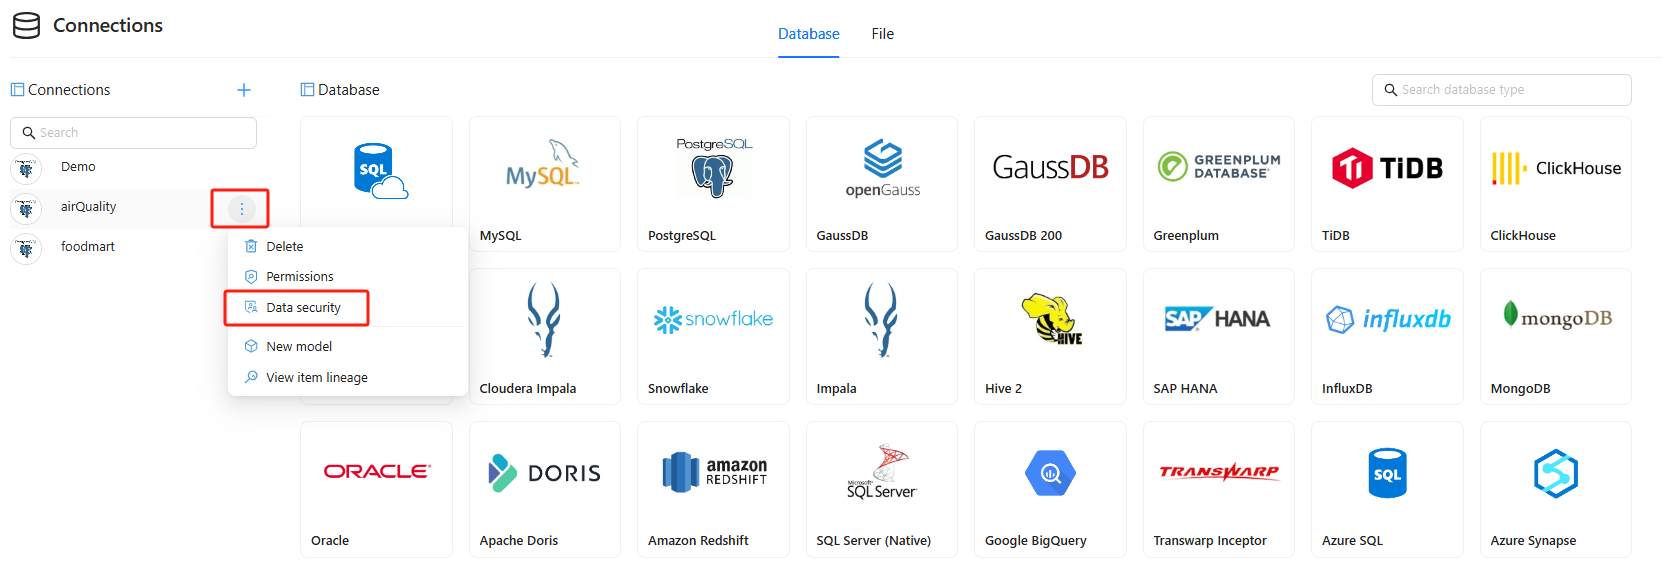 Connections
Database
File
Connections
Database
Search database type
Search
Demo
airQuality
foodmart
Delete
Permissions
Data security
New model
View item lineage
SQL
MySQL
PostgreSQL
openGauss
GaussDB
GREENPLUM
DATABASE
TiDB
ClickHouse
MySQL
PostgreSQL
GaussDB
GaussDB 200
Greenplum
TiDB
ClickHouse
snowflake
HIVE
SAP HANA
influxdb
mongoDB
Cloudera Impala
Snowflake
Impala
Hive 2
SAP HANA
InfluxDB
MongoDB
ORACLE
DORIS
amazon
REDSHIFT
Microsoft
SQL Server
TRANSWARP
SQL
Oracle
Apache Doris
Amazon Redshift
SQL Server (Native)
Google BigQuery
Transwarp Inceptor
Azure SQL
Azure Synapse